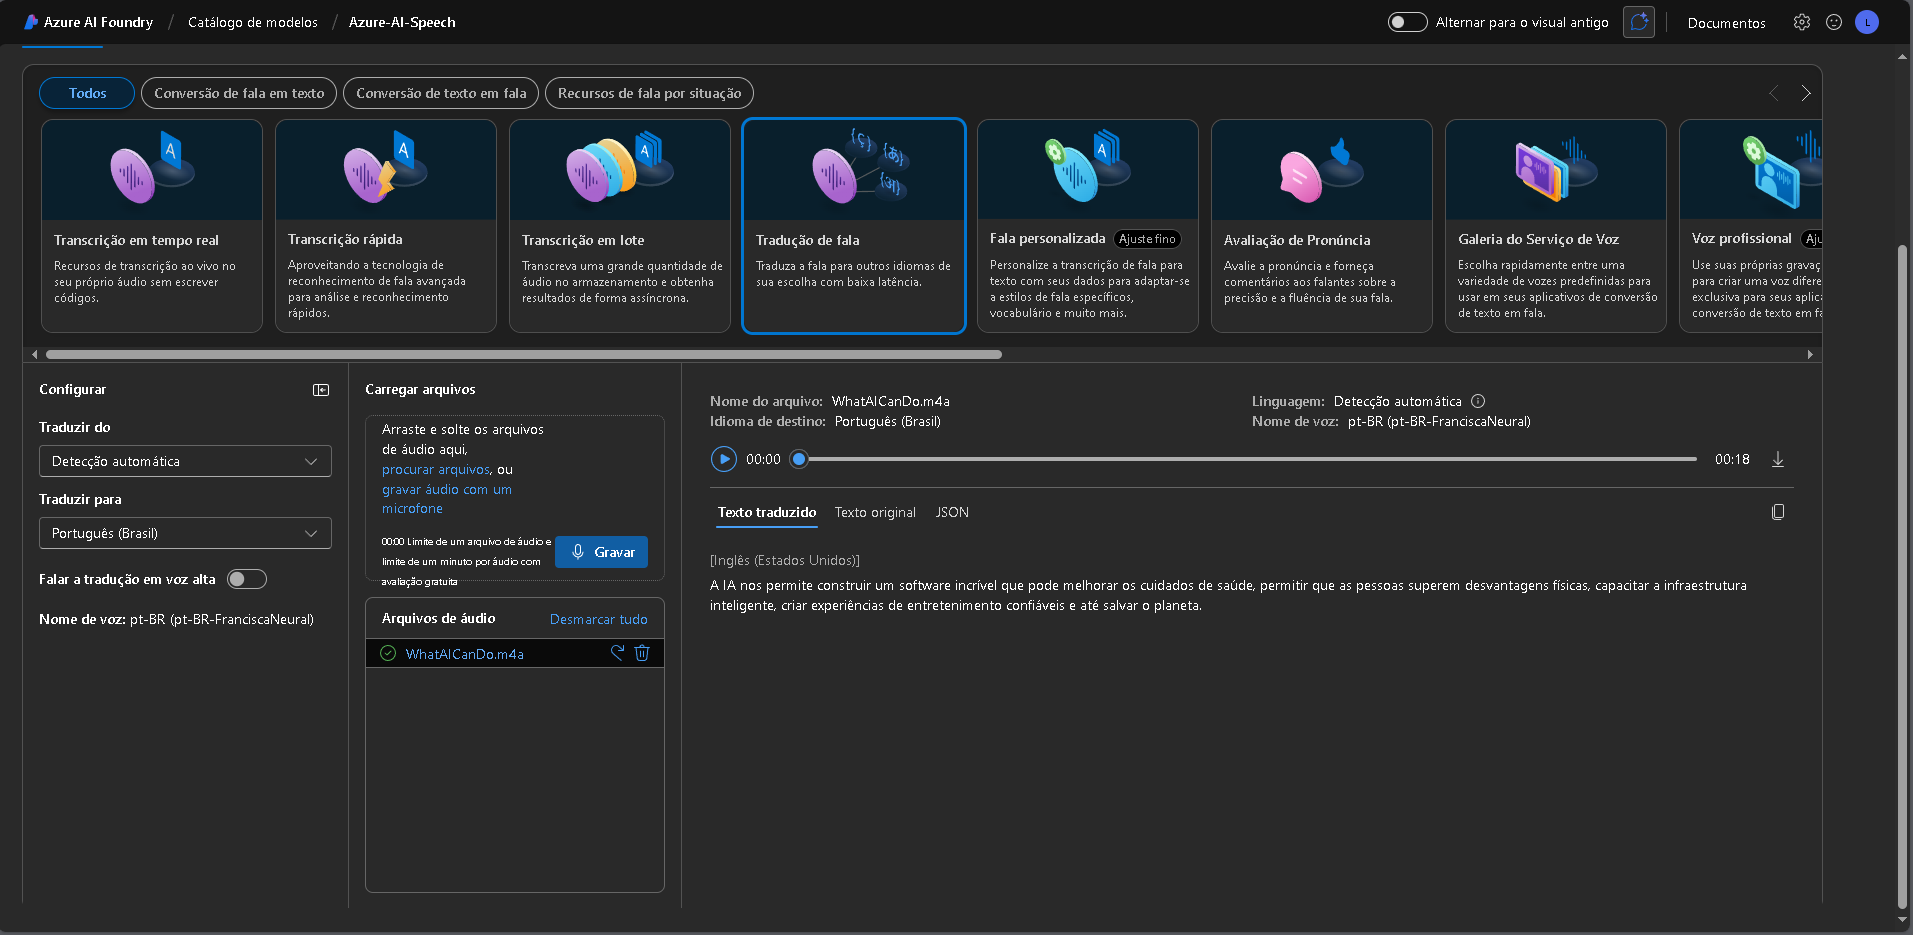 Azure AI Foundry / Catálogo de modelos / Azure-AI-Speech
Alternar para o visual antigo
Documentos
L
Todos
Conversão de fala em texto
Conversão de texto em fala
Recursos de fala por situação
Transcrição em tempo real
Recursos de transcrição ao vivo no
seu próprio áudio sem escrever
códigos.
Transcrição rápida
Aproveitando a tecnologia de
reconhecimento de fala avançada
para análise e reconhecimento
rápidos.
Transcrição em lote
Transcreva uma grande quantidade de
áudio no armazenamento e obtenha
resultados de forma assíncrona.
Tradução de fala
Traduza a fala para outros idiomas de
sua escolha com baixa latência.
Fala personalizada Ajuste fino
Personalize a transcrição de fala para
texto com seus dados para adaptar-se
a estilos de fala específicos,
vocabulário e muito mais.
Avaliação de Pronúncia
Avalie a pronúncia e forneça
comentários aos falantes sobre a
precisão e a fluência de sua fala.
Galeria do Serviço de Voz
Escolha rapidamente entre uma
variedade de vozes predefinidas para
usar em seus aplicativos de conversão
de texto em fala.
Voz profissional Aju
Use suas próprias gravaç
para criar uma voz difere
exclusiva para seus aplica
conversão de texto em fa
Configurar
Traduzir do
Detecção automática
Traduzir para
Português (Brasil)
Falar a tradução em voz alta
Nome de voz: pt-BR (pt-BR-FranciscaNeural)
Carregar arquivos
Arraste e solte os arquivos
de áudio aqui,
procurar arquivos, ou
gravar áudio com um
microfone
00:00 Limite de um arquivo de áudio e
limite de um minuto por áudio com
avaliação gratuita
Gravar
Arquivos de áudio
Desmarcar tudo
WhatAICanDo.m4a
Nome do arquivo: WhatAICanDo.m4a
Linguagem: Detecção automática
Idioma de destino: Português (Brasil)
Nome de voz: pt-BR (pt-BR-FranciscaNeural)
00:00
00:18
Texto traduzido
Texto original
JSON
[Inglês (Estados Unidos)]
A IA nos permite construir um software incrível que pode melhorar os cuidados de saúde, permitir que as pessoas superem desvantagens físicas, capacitar a infraestrutura
inteligente, criar experiências de entretenimento confiáveis e até salvar o planeta.